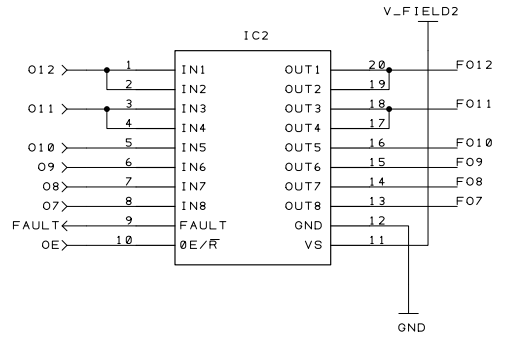 V_FIELD2
IC2
O12 1 IN1 OUT1 20 FO12
2 IN2 OUT2 19
O11 3 IN3 OUT3 18 FO11
4 IN4 OUT4 17
O10 5 IN5 OUT5 16 FO10
O9 6 IN6 OUT6 15 FO9
O8 7 IN7 OUT7 14 FO8
O7 8 IN8 OUT8 13 FO7
FAULT 9 FAULT GND 12
OE 10 OE/R̅ VS 11
GND